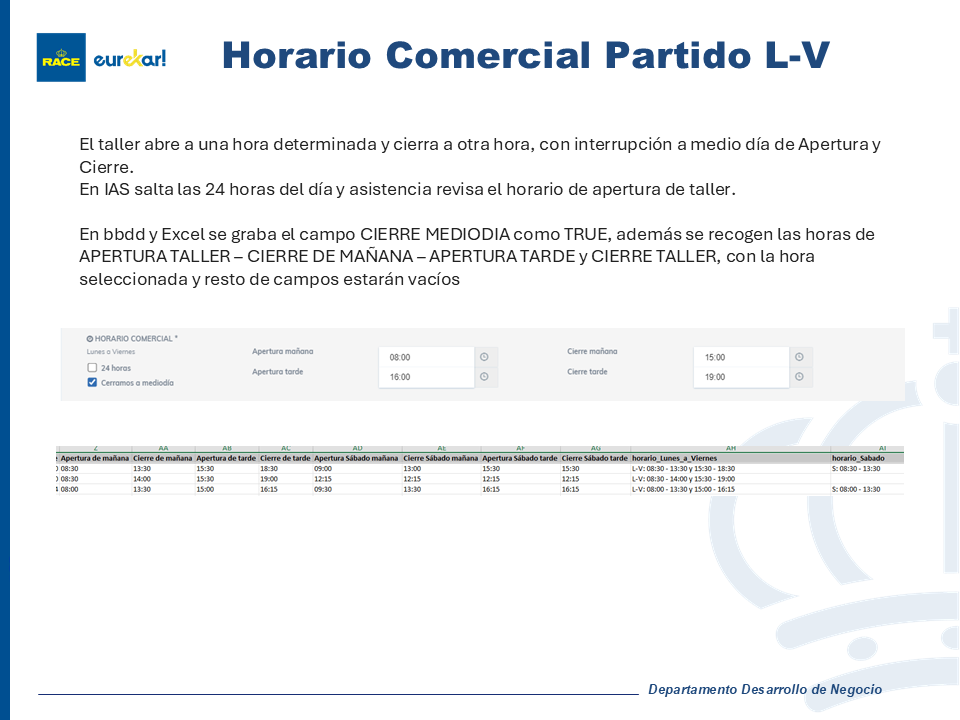 RACE eurekar! Horario Comercial Partido L-V
El taller abre a una hora determinada y cierra a otra hora, con interrupción a medio día de Apertura y
Cierre.
En IAS salta las 24 horas del día y asistencia revisa el horario de apertura de taller.
En bbdd y Excel se graba el campo CIERRE MEDIODIA como TRUE, además se recogen las horas de
APERTURA TALLER – CIERRE DE MAÑANA – APERTURA TARDE y CIERRE TALLER, con la hora
seleccionada y resto de campos estarán vacíos
HORARIO COMERCIAL *
Lunes a Viernes Apertura mañana 08:00 Cierre mañana 15:00
24 horas Apertura tarde 16:00 Cierre tarde 19:00
Cerramos a mediodía
Z AA AB AC AD AE AF AG AH AI
Apertura de mañana Cierre de mañana Apertura de tarde Cierre de tarde Apertura Sábado mañana Cierre Sábado mañana Apertura Sábado tarde Cierre Sábado tarde horario_Lunes_a_Viernes horario_Sabado
08:30 13:30 15:30 18:30 09:00 13:00 15:30 15:30 L-V: 08:30 - 13:30 y 15:30 - 18:30 S: 08:30 - 13:30
08:30 14:00 15:30 19:00 12:15 12:15 12:15 12:15 L-V: 08:30 - 14:00 y 15:30 - 19:00
08:00 13:30 15:00 16:15 09:30 13:30 16:15 16:15 L-V: 08:00 - 13:30 y 15:00 - 16:15 S: 08:00 - 13:30
Departamento Desarrollo de Negocio